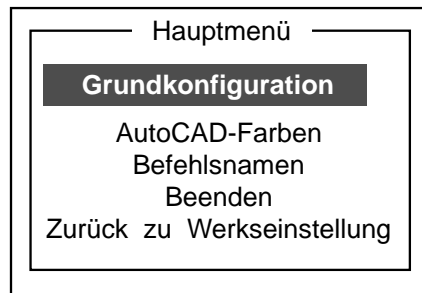 Hauptmenü
Grundkonfiguration
AutoCAD-Farben
Befehlsnamen
Beenden
Zurück zu Werkseinstellung